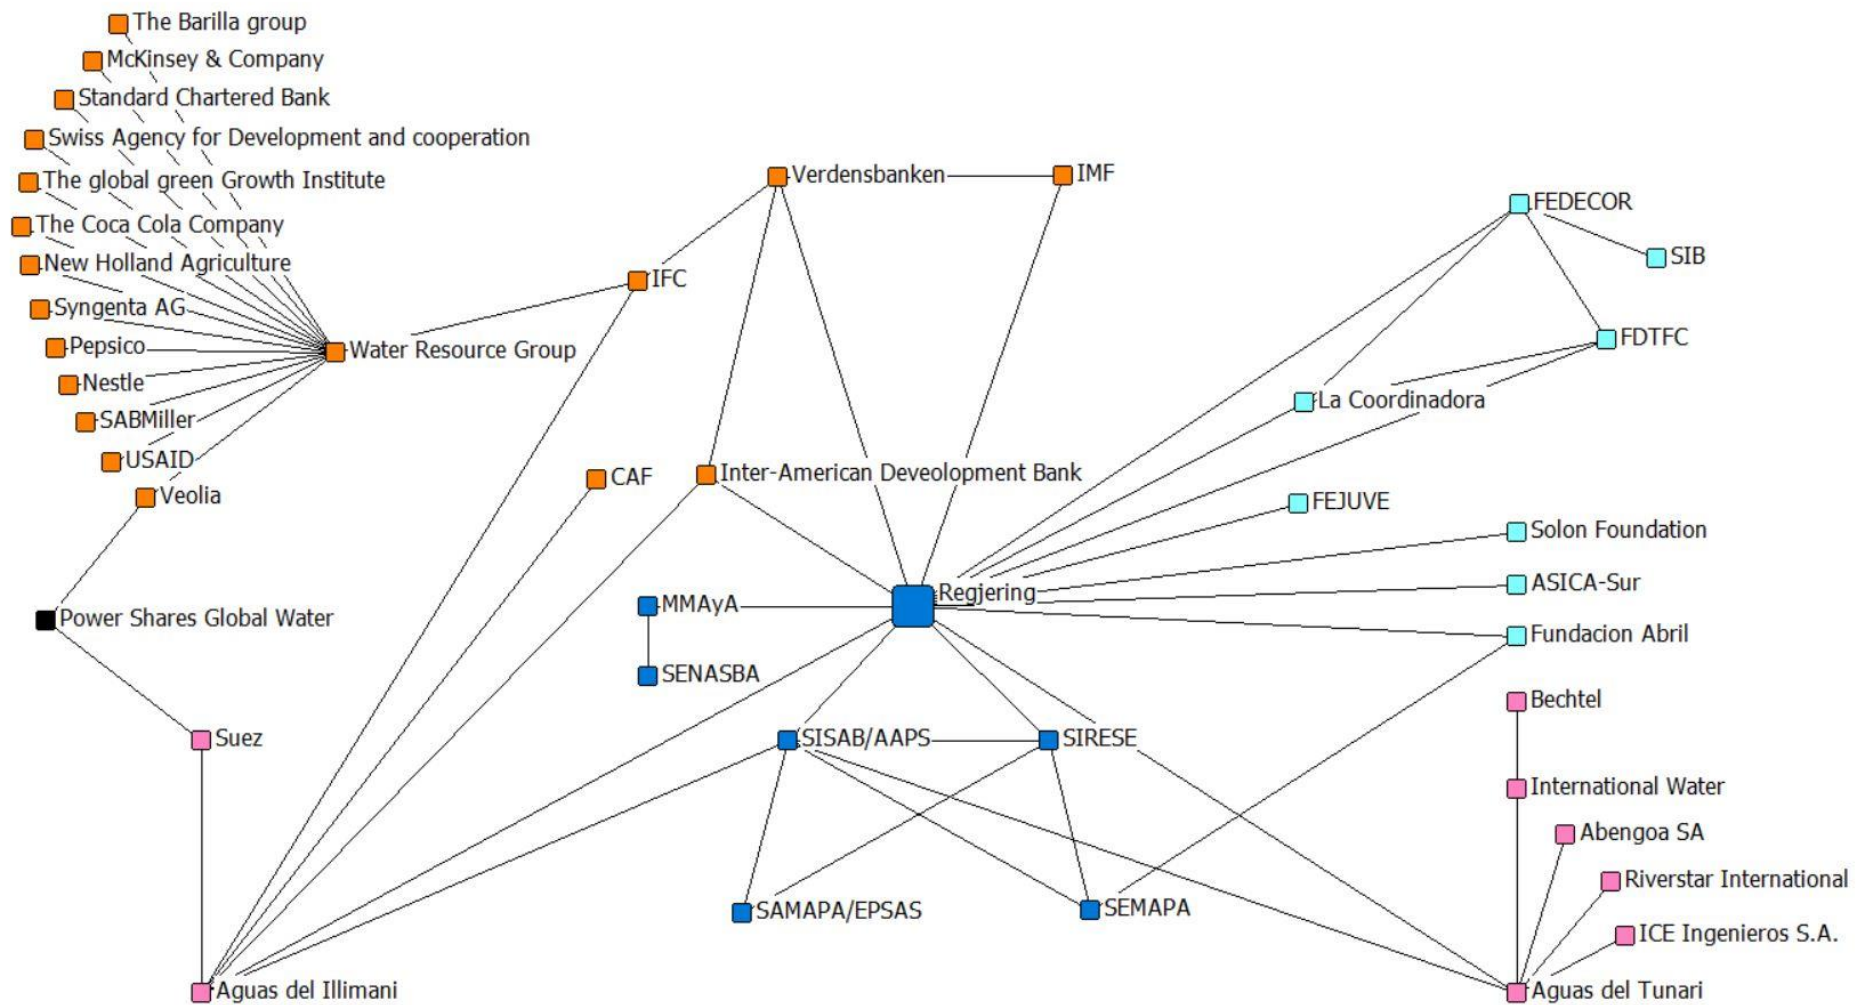 The Barilla group
McKinsey & Company
Standard Chartered Bank
Swiss Agency for Development and cooperation
The global green Growth Institute
The Coca Cola Company
New Holland Agriculture
Syngenta AG
Pepsico
Nestle
SABMiller
USAID
Veolia
Water Resource Group
Power Shares Global Water
Suez
Aguas del Illimani
Verdensbanken
IMF
IFC
CAF
Inter-American Deveolopment Bank
MMAyA
SENASBA
Regjering
SISAB/AAPS
SIRESE
SAMAPA/EPSAS
SEMAPA
FEDECOR
SIB
FDTFC
La Coordinadora
FEJUVE
Solon Foundation
ASICA-Sur
Fundacion Abril
Bechtel
International Water
Abengoa SA
Riverstar International
ICE Ingenieros S.A.
Aguas del Tunari